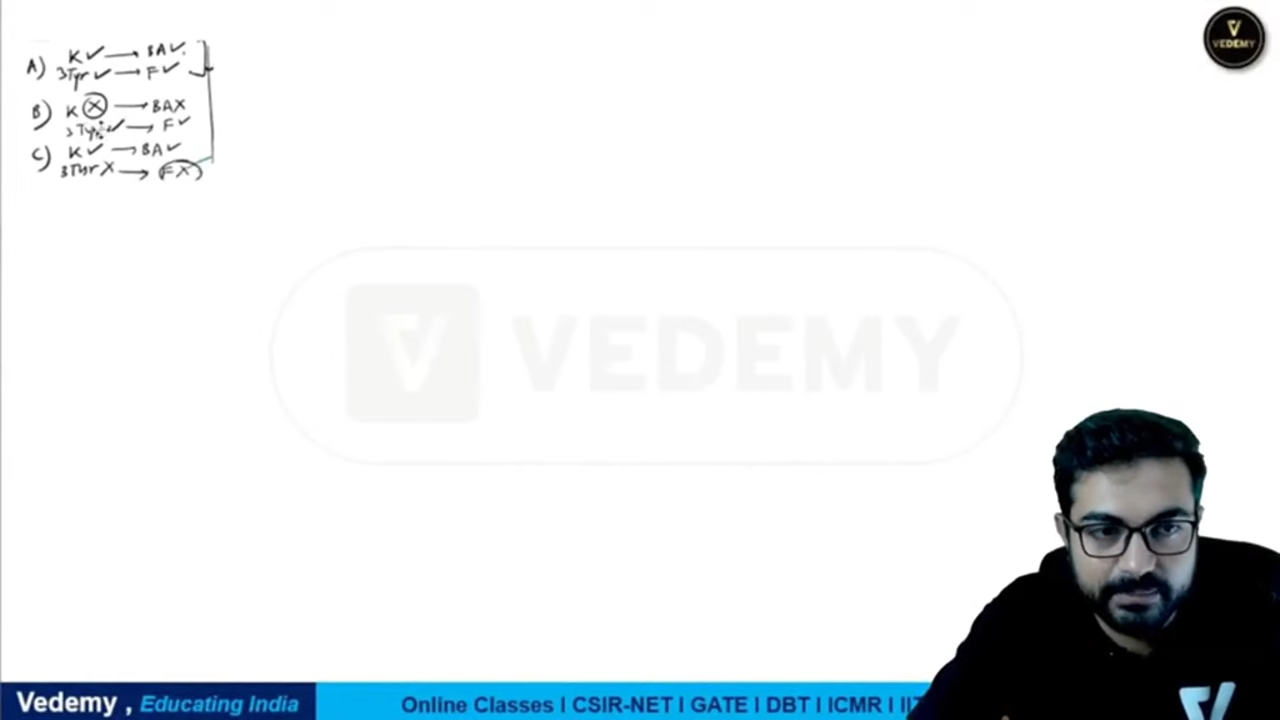 A) K ✓ → BA ✓
3Tyr ✓ → F ✓
B) K ⓧ → BAX
3Tyr ✓ → F ✓
C) K ✓ → BA ✓
3Tyr X → FX
VEDEMY
VEDEMY
Vedemy , Educating India
Online Classes I CSIR-NET I GATE I DBT I ICMR I